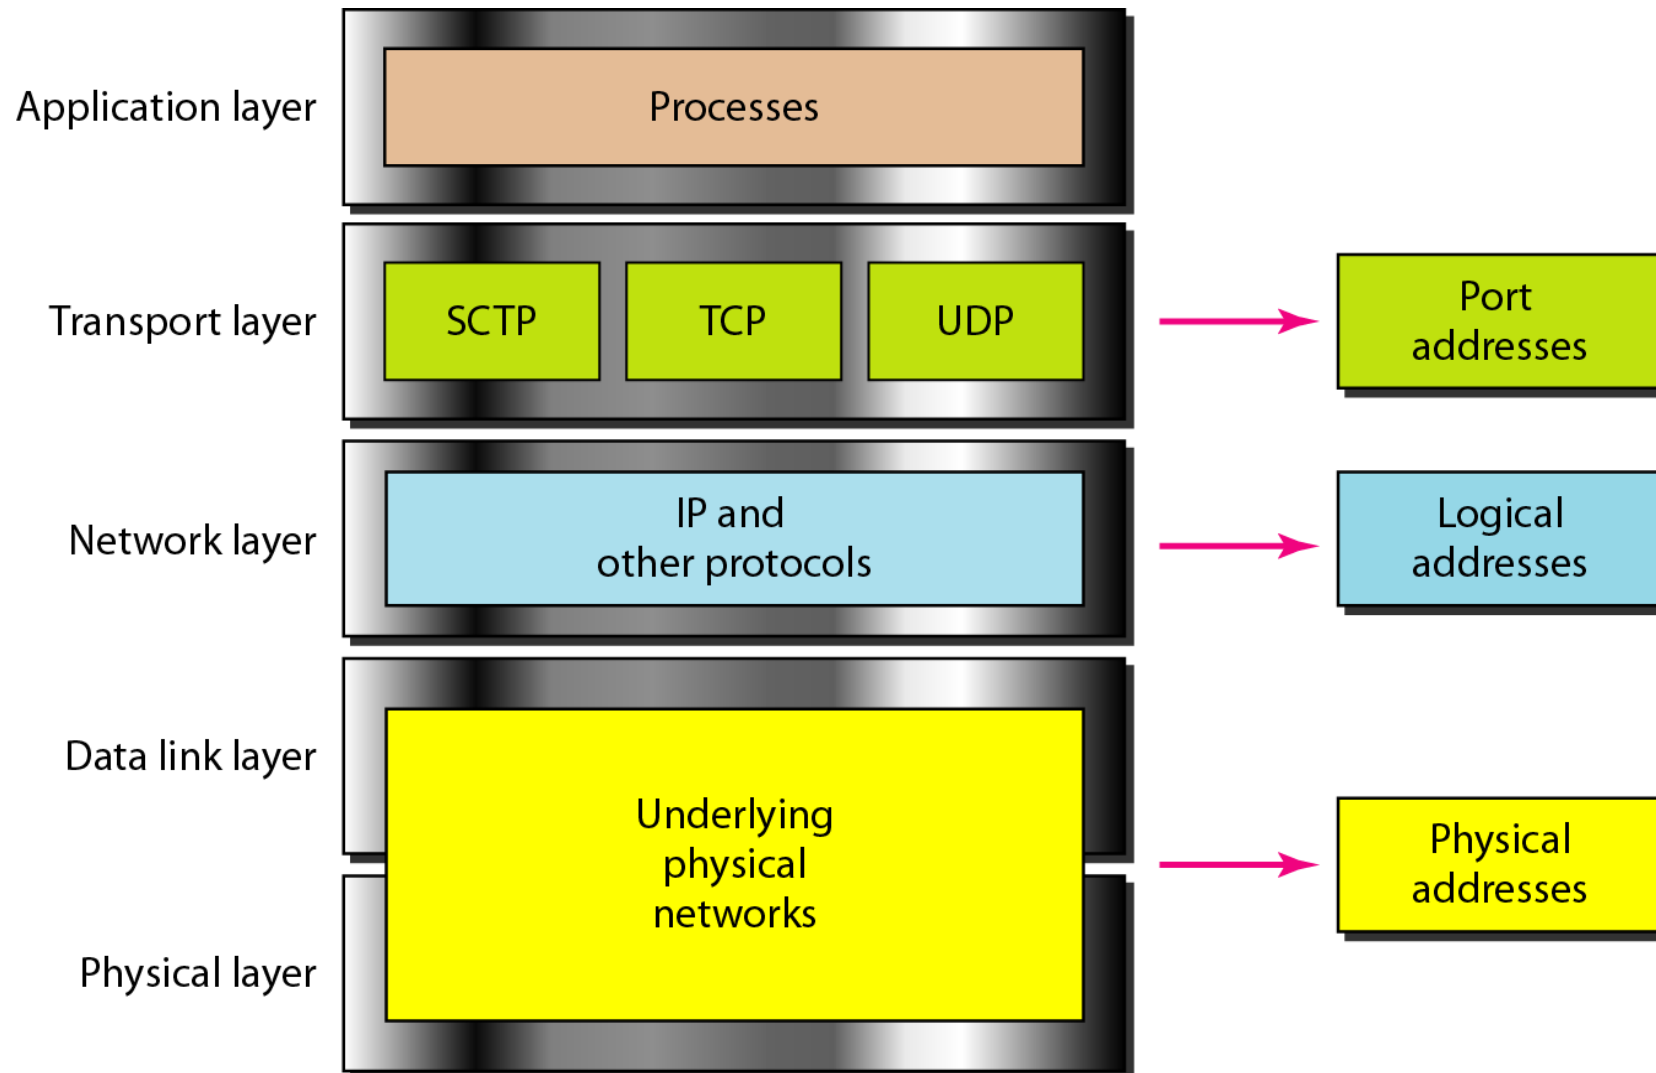 Application layer
Processes
Transport layer
SCTP
TCP
UDP
Port
addresses
Network layer
IP and
other protocols
Logical
addresses
Data link layer
Underlying
physical
networks
Physical
addresses
Physical layer